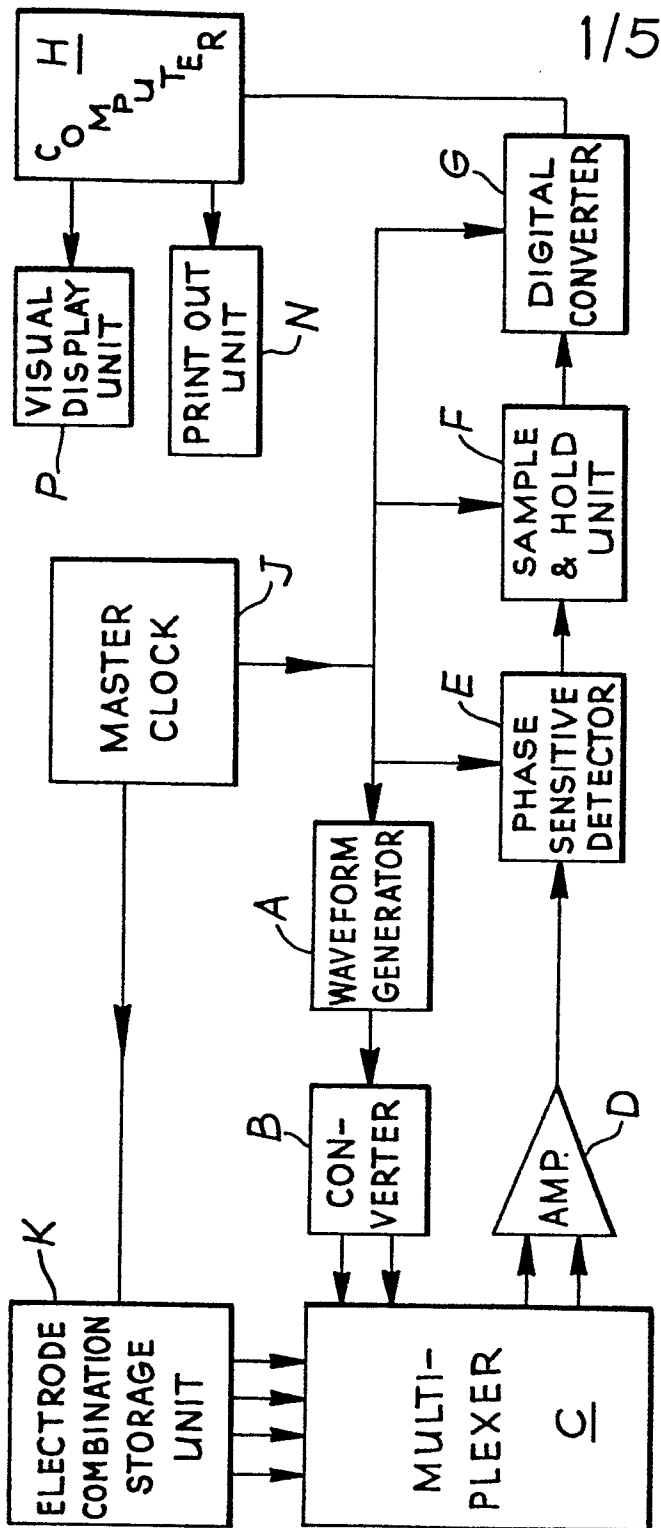 1/5
H
COMPUTER
VISUAL
DISPLAY
UNIT
P
PRINT OUT
UNIT
N
MASTER
CLOCK
J
G
DIGITAL
CONVERTER
F
SAMPLE
& HOLD
UNIT
E
PHASE
SENSITIVE
DETECTOR
A
WAVEFORM
GENERATOR
B
CON-
VERTER
D
AMP.
K
ELECTRODE
COMBINATION
STORAGE
UNIT
MULTI-
PLEXER
C